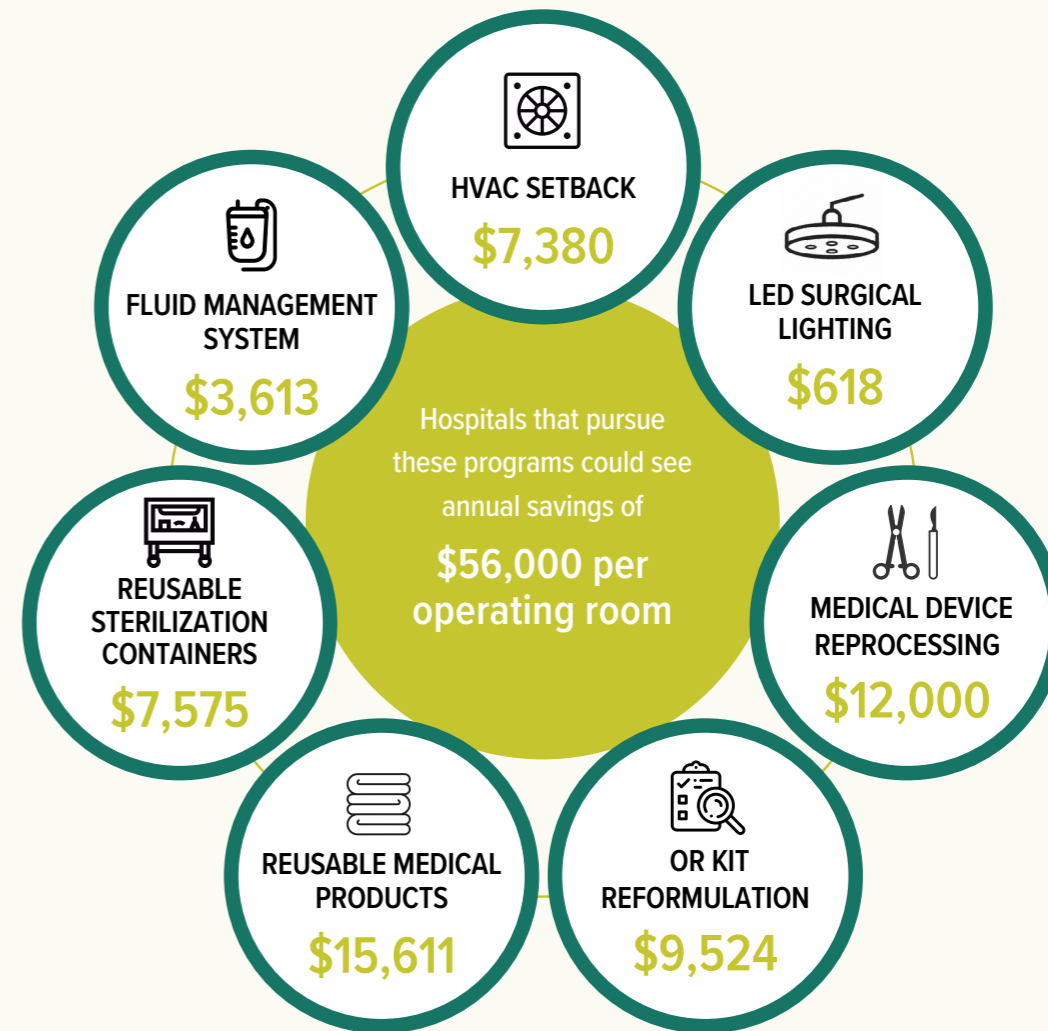 HVAC SETBACK
$7,380
LED SURGICAL
LIGHTING
$618
MEDICAL DEVICE
REPROCESSING
$12,000
OR KIT
REFORMULATION
$9,524
REUSABLE MEDICAL
PRODUCTS
$15,611
REUSABLE
STERILIZATION
CONTAINERS
$7,575
FLUID MANAGEMENT
SYSTEM
$3,613
Hospitals that pursue
these programs could see
annual savings of
$56,000 per
operating room